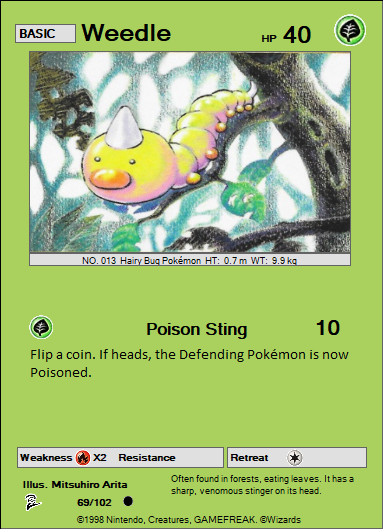 BASIC Weedle HP 40
NO. 013 Hairy Bug Pokémon HT: 0.7 m WT: 9.9 kg
Poison Sting 10
Flip a coin. If heads, the Defending Pokémon is now
Poisoned.
Weakness X2 Resistance Retreat
Illus. Mitsuhiro Arita
69/102
Often found in forests, eating leaves. It has a
sharp, venomous stinger on its head.
©1998 Nintendo, Creatures, GAMEFREAK. ©Wizards